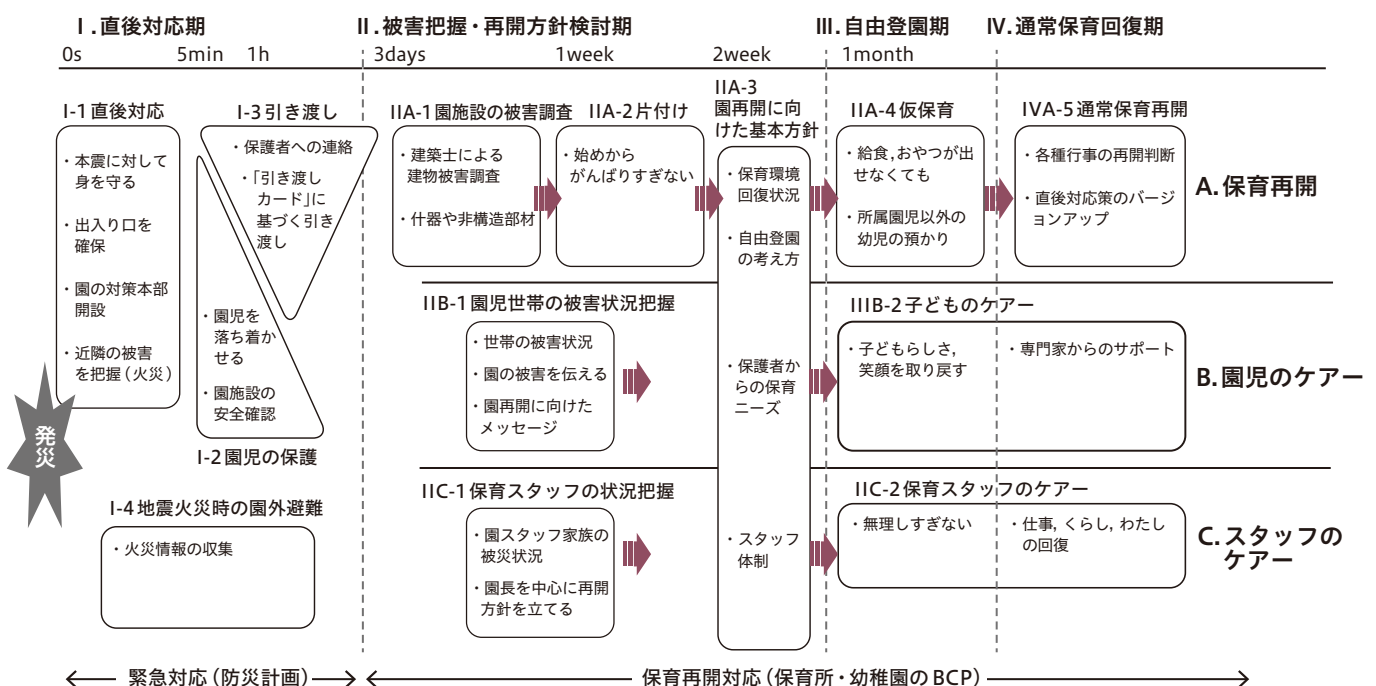 I.直後対応期
II.被害把握・再開方針検討期
III.自由登園期
IV.通常保育回復期
0s
5min
1h
3days
1week
2week
1month
I-1直後対応
・本震に対して
身を守る
・出入り口を
確保
・園の対策本部
開設
・近隣の被害
を把握(火災)
I-3引き渡し
・保護者への連絡
・「引き渡し
カード」に
基づく引き
渡し
・園児を
落ち着か
せる
・園施設の
安全確認
I-2園児の保護
発災
I-4地震火災時の園外避難
・火災情報の収集
IIA-1園施設の被害調査
・建築士による
建物被害調査
・什器や非構造部材
IIA-2片付け
・始めから
がんばりすぎない
IIA-3
園再開に向
けた基本方針
・保育環境
回復状況
・自由登園
の考え方
・保護者か
らの保育
ニーズ
・スタッフ
体制
IIA-4仮保育
・給食,おやつが出
せなくても
・所属園児以外の
幼児の預かり
IVA-5通常保育再開
・各種行事の再開判断
・直後対応策のバージ
ョンアップ
A.保育再開
IIB-1園児世帯の被害状況把握
・世帯の被害状況
・園の被害を伝える
・園再開に向けた
メッセージ
IIIB-2子どものケアー
・子どもらしさ,
笑顔を取り戻す
・専門家からのサポート
B.園児のケアー
IIC-1保育スタッフの状況把握
・園スタッフ家族の
被災状況
・園長を中心に再開
方針を立てる
IIC-2保育スタッフのケアー
・無理しすぎない
・仕事,くらし,わたし
の回復
C.スタッフの
ケアー
緊急対応(防災計画)
保育再開対応(保育所・幼稚園のBCP)